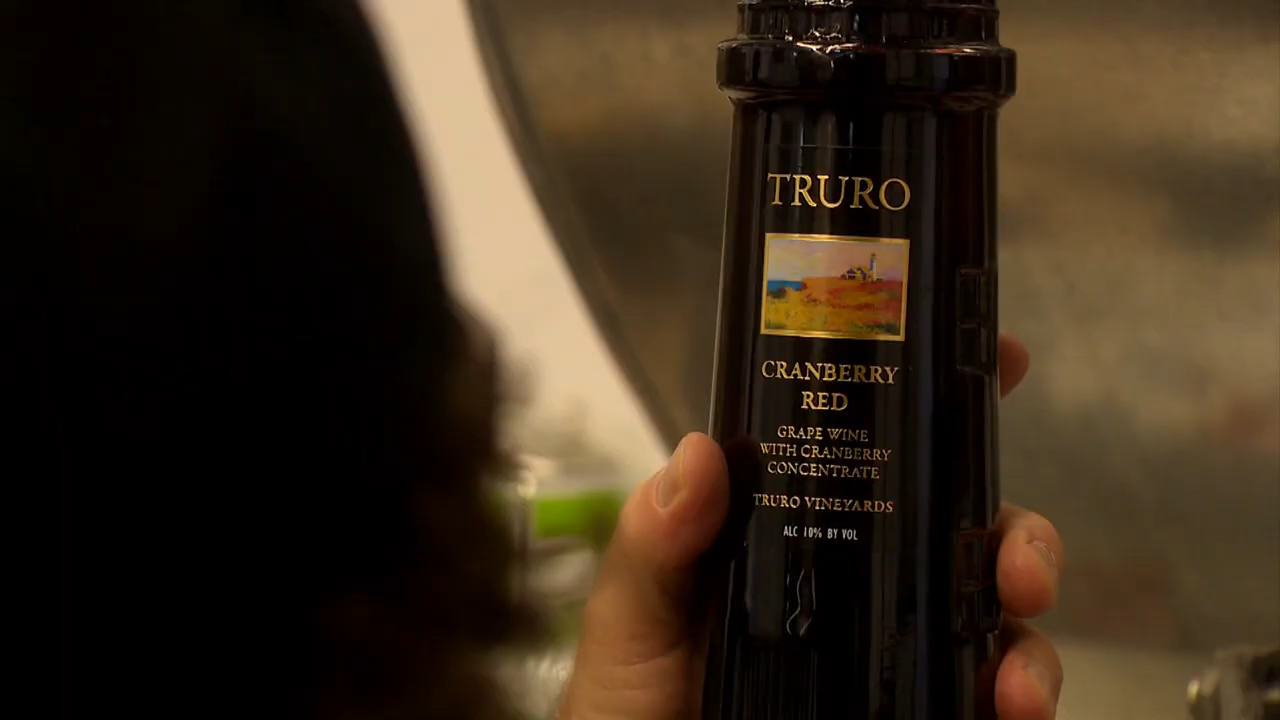 TRURO
CRANBERRY
RED
GRAPE WINE
WITH CRANBERRY
CONCENTRATE
TRURO VINEYARDS
ALC 10% BY VOL